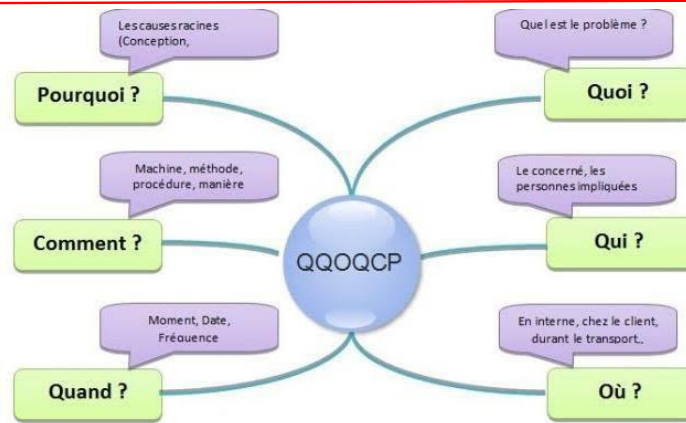 Les causes racines
(Conception,
Pourquoi ?
Quel est le problème ?
Quoi ?
Machine, méthode,
procédure, manière
Comment ?
QQOQCP
Le concerné, les
personnes impliquées
Qui ?
Moment, Date,
Fréquence
Quand ?
En interne, chez le client,
durant le transport..
Où ?